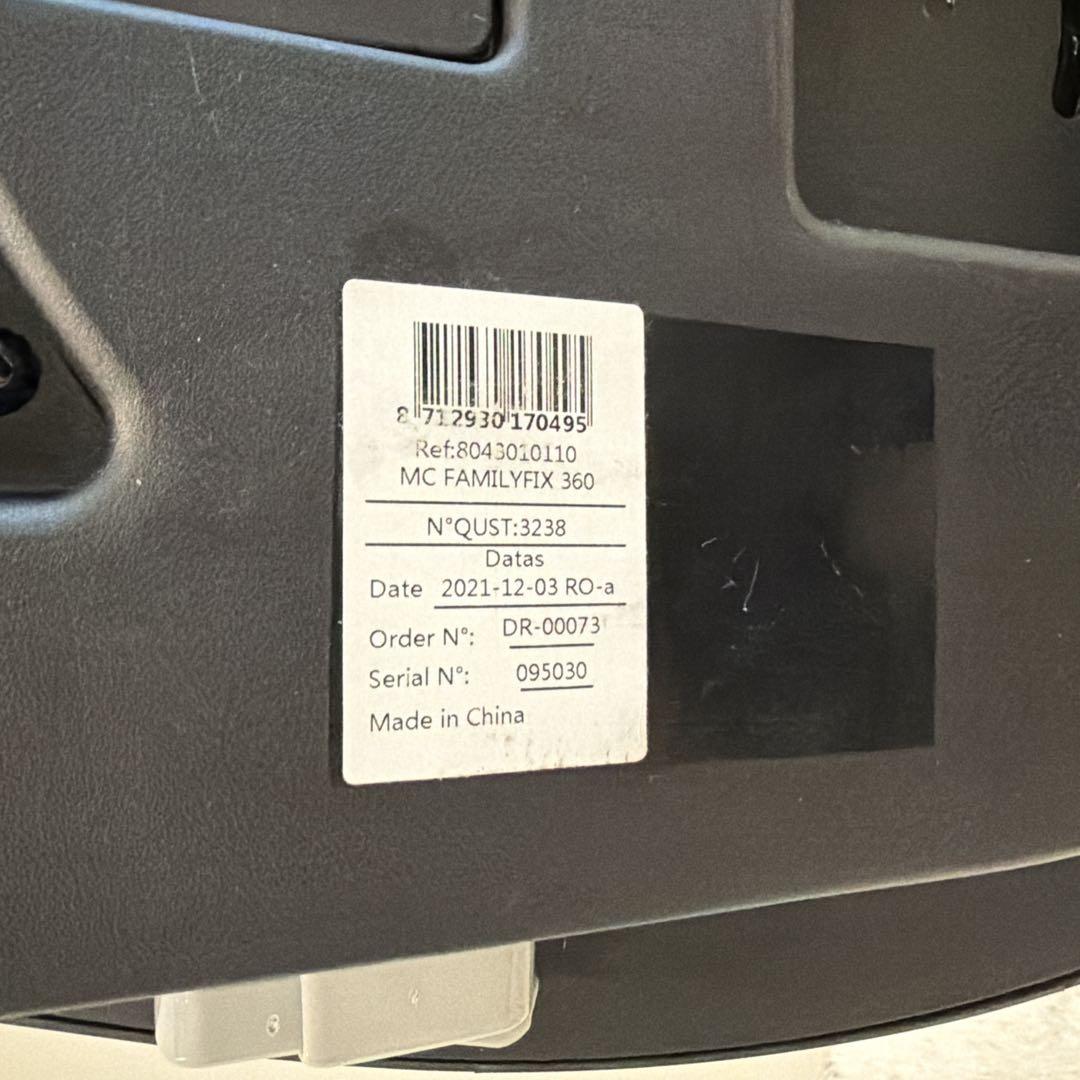 8 712930 170495
Ref:8043010110
MC FAMILYFIX 360
N°QUST:3238
Datas
Date 2021-12-03 RO-a
Order N°: DR-00073
Serial N°: 095030
Made in China